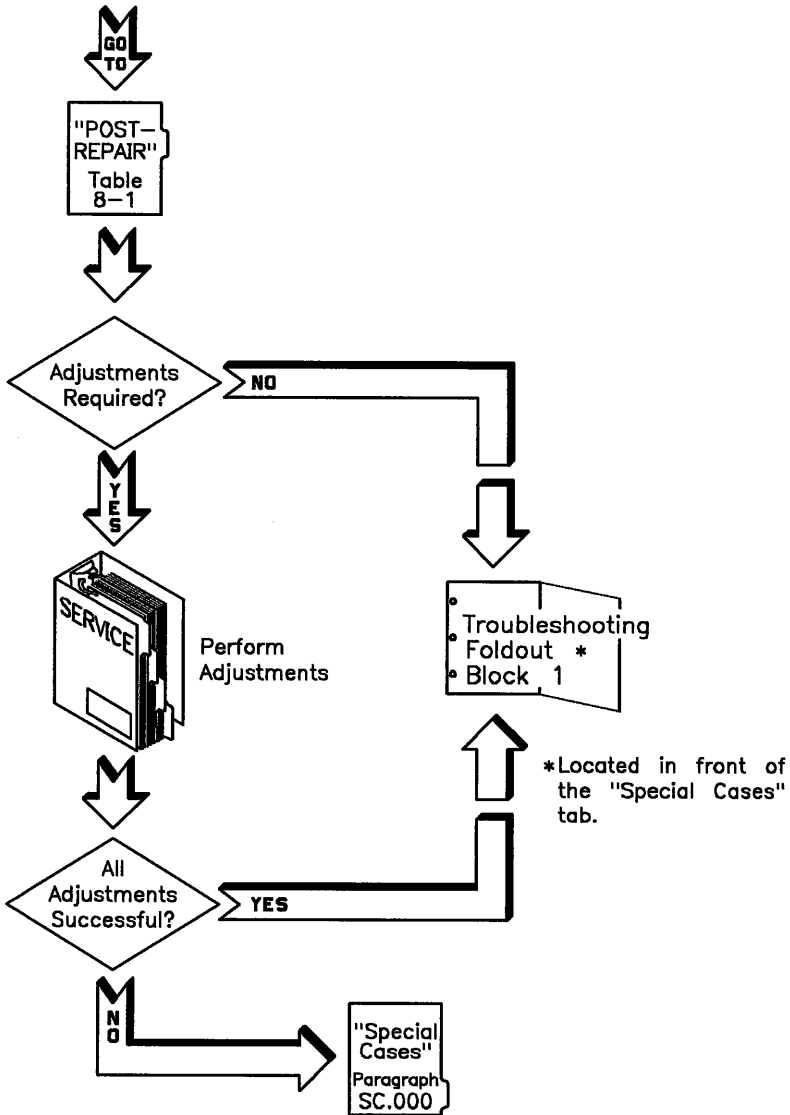 GO
TO
"POST-
REPAIR"
Table
8-1
Adjustments
Required?
NO
YES
SERVICE
Perform
Adjustments
Troubleshooting
Foldout *
Block 1
*Located in front of
the "Special Cases"
tab.
All
Adjustments
Successful?
YES
NO
"Special
Cases"
Paragraph
SC.000